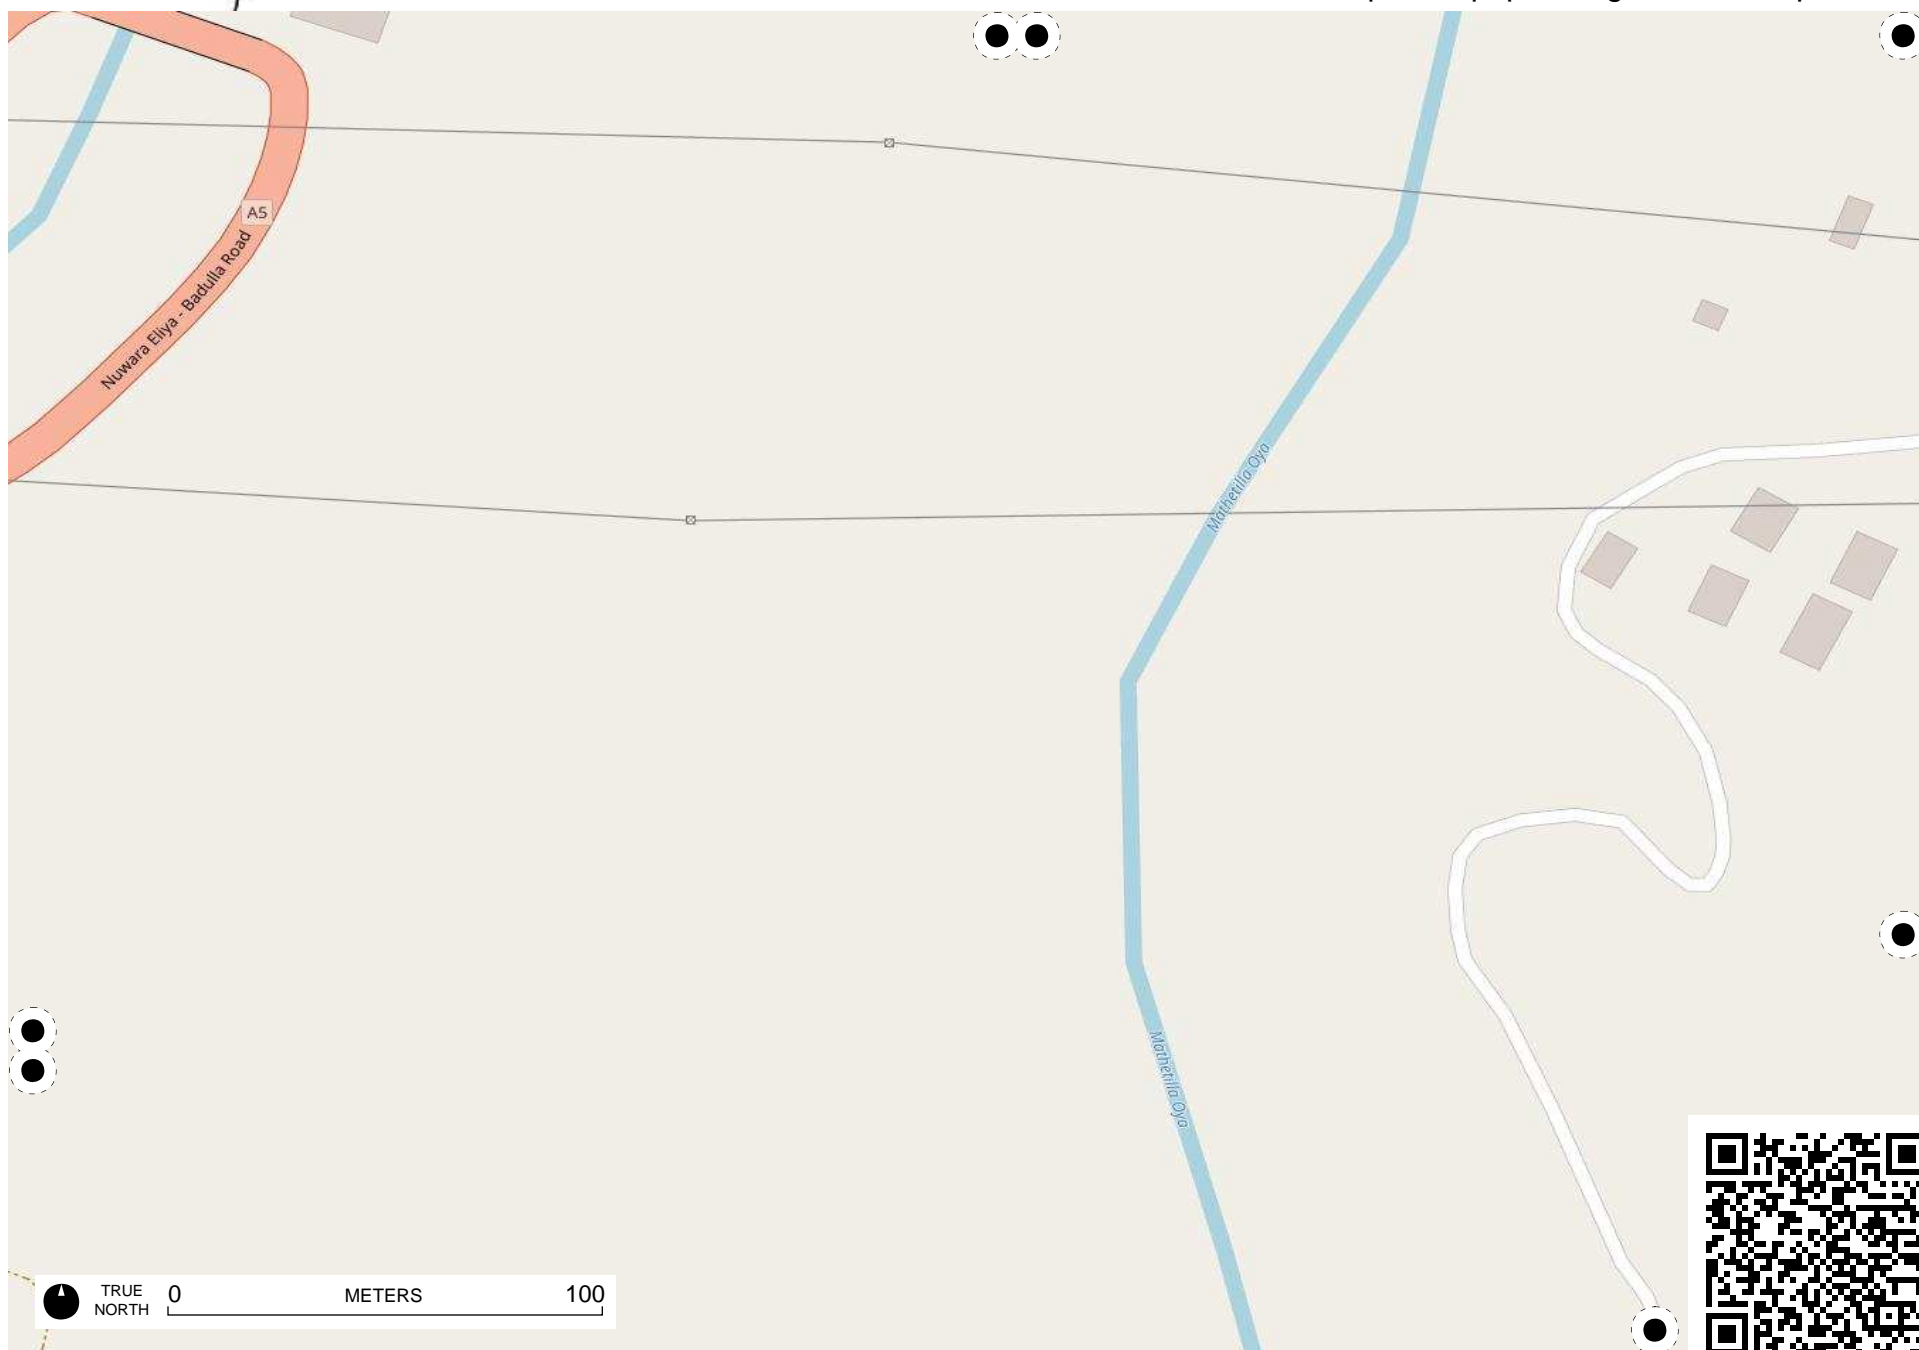 A5
Nuwara Eliya - Badulla Road
Mathetilla Oya
Mathetilla Oya
TRUE NORTH
0 METERS 100